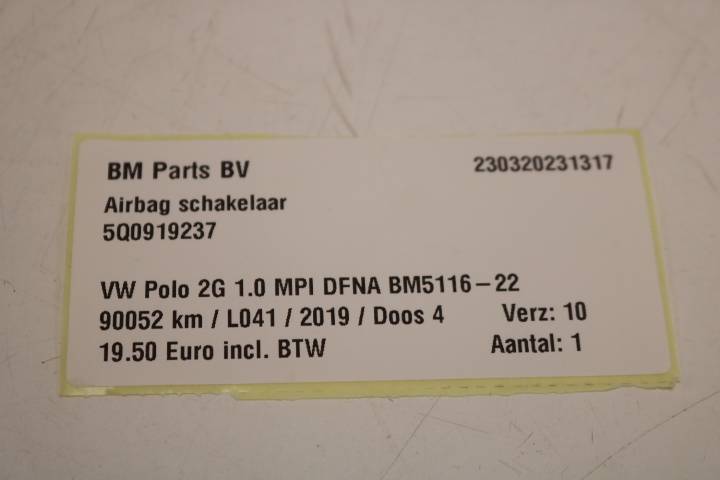 BM Parts BV 230320231317
Airbag schakelaar
5Q0919237
VW Polo 2G 1.0 MPI DFNA BM5116-22
90052 km / L041 / 2019 / Doos 4 Verz: 10
19.50 Euro incl. BTW Aantal: 1